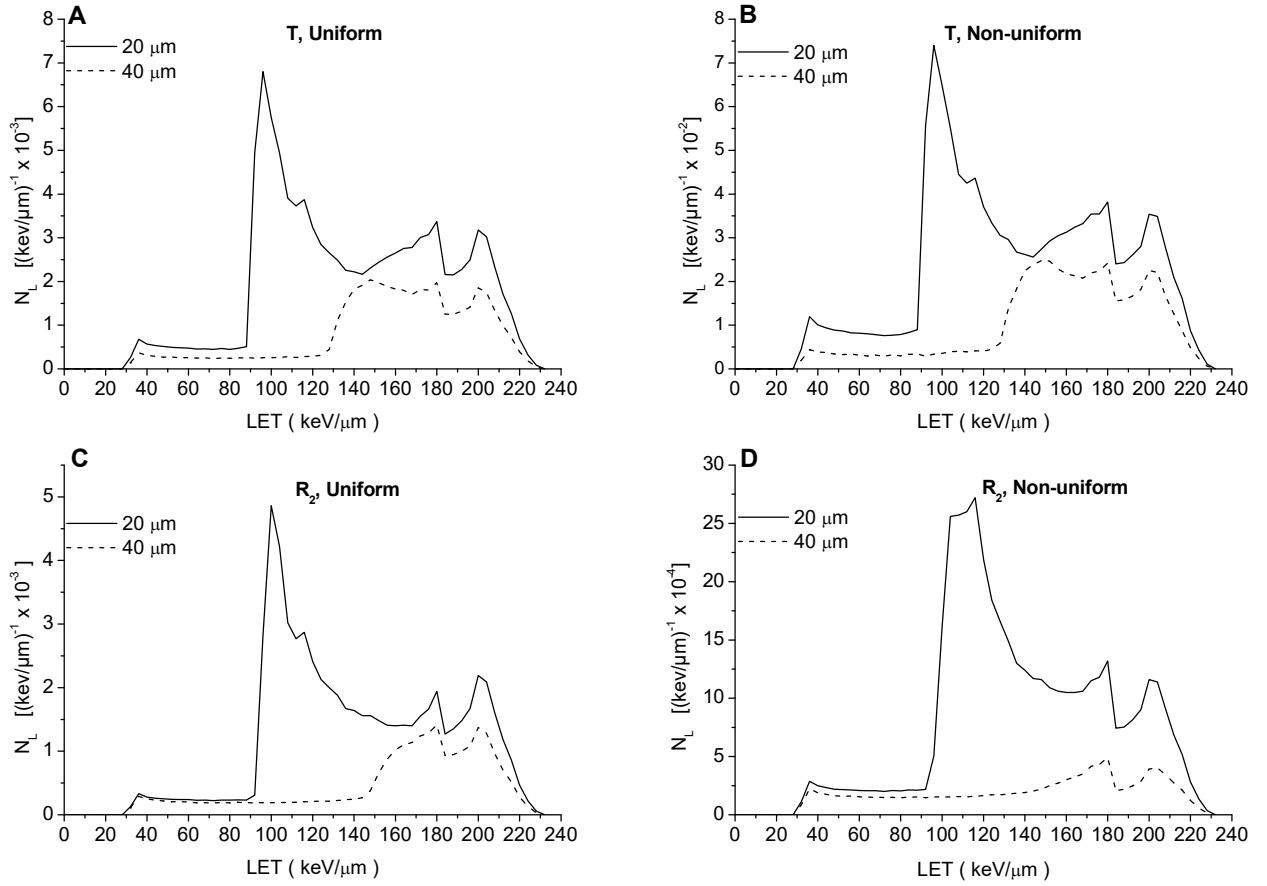 A
T, Uniform
20 μm
40 μm
8
7
6
5
4
3
2
1
0
N_L [(kev/μm)^-1 x 10^-3]
0 20 40 60 80 100 120 140 160 180 200 220 240
LET ( keV/μm )
B
T, Non-uniform
20 μm
40 μm
8
7
6
5
4
3
2
1
0
N_L [(kev/μm)^-1 x 10^-2]
0 20 40 60 80 100 120 140 160 180 200 220 240
LET ( keV/μm )
C
R_2, Uniform
20 μm
40 μm
5
4
3
2
1
0
N_L [(kev/μm)^-1 x 10^-3]
0 20 40 60 80 100 120 140 160 180 200 220 240
LET ( keV/μm )
D
R_2, Non-uniform
20 μm
40 μm
30
25
20
15
10
5
0
N_L [(kev/μm)^-1 x 10^-4]
0 20 40 60 80 100 120 140 160 180 200 220 240
LET ( keV/μm )